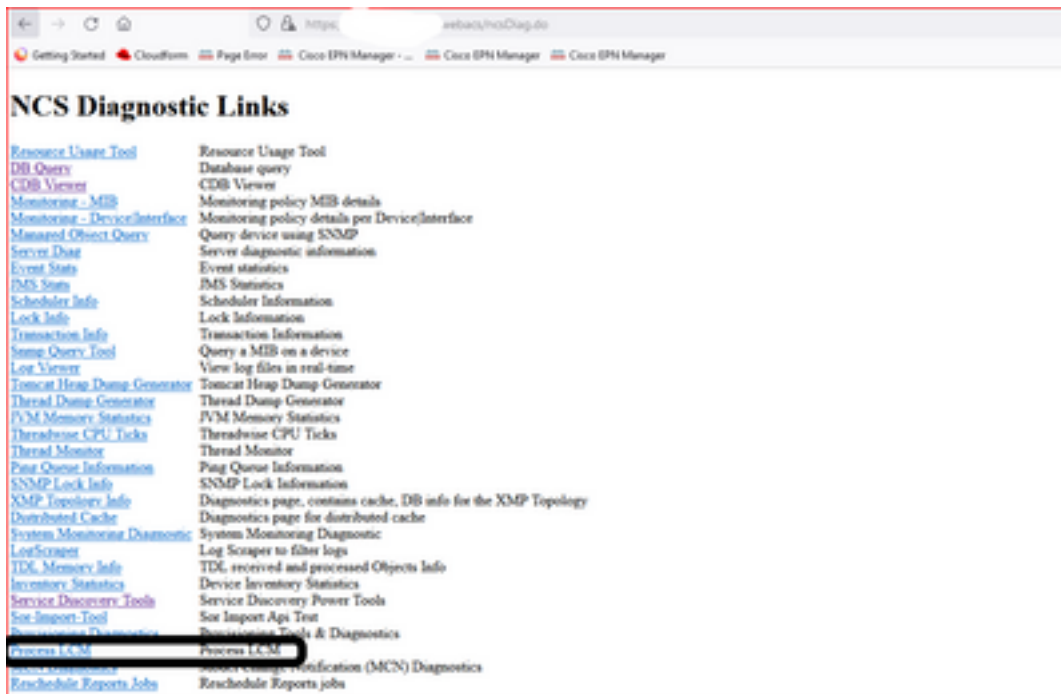 https: webacs/ncsDiag.do
Getting Started Cloudform Page Error Cisco EPN Manager - ... Cisco EPN Manager Cisco EPN Manager
NCS Diagnostic Links
Resource Usage Tool Resource Usage Tool
DB Query Database query
CDB Viewer CDB Viewer
Monitoring - MIB Monitoring policy MIB details
Monitoring - Device|Interface Monitoring policy details per Device|Interface
Managed Object Query Query device using SNMP
Server Diag Server diagnostic information
Event Stats Event statistics
JMS Stats JMS Statistics
Scheduler Info Scheduler Information
Lock Info Lock Information
Transaction Info Transaction Information
Snmp Query Tool Query a MIB on a device
Log Viewer View log files in real-time
Tomcat Heap Dump Generator Tomcat Heap Dump Generator
Thread Dump Generator Thread Dump Generator
JVM Memory Statistics JVM Memory Statistics
Threadwise CPU Ticks Threadwise CPU Ticks
Thread Monitor Thread Monitor
Ping Queue Information Ping Queue Information
SNMP Lock Info SNMP Lock Information
XMP Topology Info Diagnostics page, contains cache, DB info for the XMP Topology
Distributed Cache Diagnostics page for distributed cache
System Monitoring Diagnostic System Monitoring Diagnostic
LogScraper Log Scraper to filter logs
TDL Memory Info TDL received and processed Objects Info
Inventory Statistics Device Inventory Statistics
Service Discovery Tools Service Discovery Power Tools
Sor-Import-Tool Sor Import Api Test
Provisioning Diagnostics Provisioning Tools & Diagnostics
Process LCM Process LCM
MCN Diagnostics Model Change Notification (MCN) Diagnostics
Reschedule Reports Jobs Reschedule Reports jobs